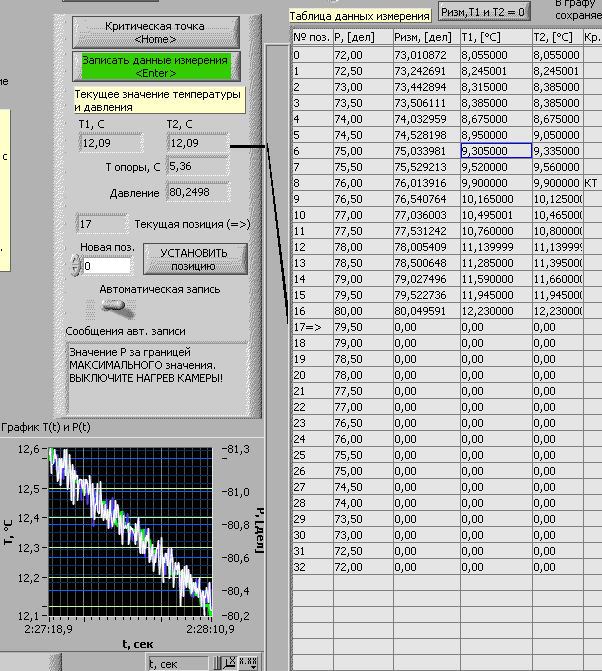 Критическая точка
<Home>
Записать данные измерения
<Enter>
Текущее значение температуры
и давления
T1, C T2, C
12,09 12,09
T опоры, C 5,36
Давление 80,2498
17 Текущая позиция (=>)
Новая поз.
0
УСТАНОВИТЬ
позицию
Автоматическая запись
Сообщения авт. записи
Значение P за границей
МАКСИМАЛЬНОГО значения.
ВЫКЛЮЧИТЕ НАГРЕВ КАМЕРЫ!
График T(t) и P(t)
T, °C
12,6
12,5
12,4
12,3
12,2
12,1
81,3
81,0
80,8
80,6
80,4
80,2
P, [дел]
2:27:18,9 2:28:10,9
t, сек
t, сек
X.XX
Таблица данных измерения
Ризм,T1 и T2 = 0
В графу
сохраняе
№ поз. P, [дел] Pизм, [дел] T1, [°C] T2, [°C] Кр.
0 72,00 73,010872 8,055000 8,055000
1 72,50 73,242691 8,245001 8,245001
2 73,00 73,442894 8,315000 8,385000
3 73,50 73,506111 8,385000 8,385000
4 74,00 74,032959 8,675000 8,675000
5 74,50 74,528198 8,950000 9,050000
6 75,00 75,033981 9,305000 9,335000
7 75,50 75,529213 9,520000 9,560000
8 76,00 76,013916 9,900000 9,900000 КТ
9 76,50 76,540764 10,165000 10,125000
10 77,00 77,036003 10,495001 10,465000
11 77,50 77,531242 10,760000 10,800000
12 78,00 78,005409 11,139999 11,139999
13 78,50 78,500648 11,285000 11,395000
14 79,00 79,027496 11,590000 11,660000
15 79,50 79,522736 11,945000 11,945000
16 80,00 80,049591 12,230000 12,230000
17=> 79,50 0,00 0,00 0,00
18 79,00 0,00 0,00 0,00
19 78,50 0,00 0,00 0,00
20 78,00 0,00 0,00 0,00
21 77,50 0,00 0,00 0,00
22 77,00 0,00 0,00 0,00
23 76,50 0,00 0,00 0,00
24 76,00 0,00 0,00 0,00
25 75,50 0,00 0,00 0,00
26 75,00 0,00 0,00 0,00
27 74,50 0,00 0,00 0,00
28 74,00 0,00 0,00 0,00
29 73,50 0,00 0,00 0,00
30 73,00 0,00 0,00 0,00
31 72,50 0,00 0,00 0,00
32 72,00 0,00 0,00 0,00